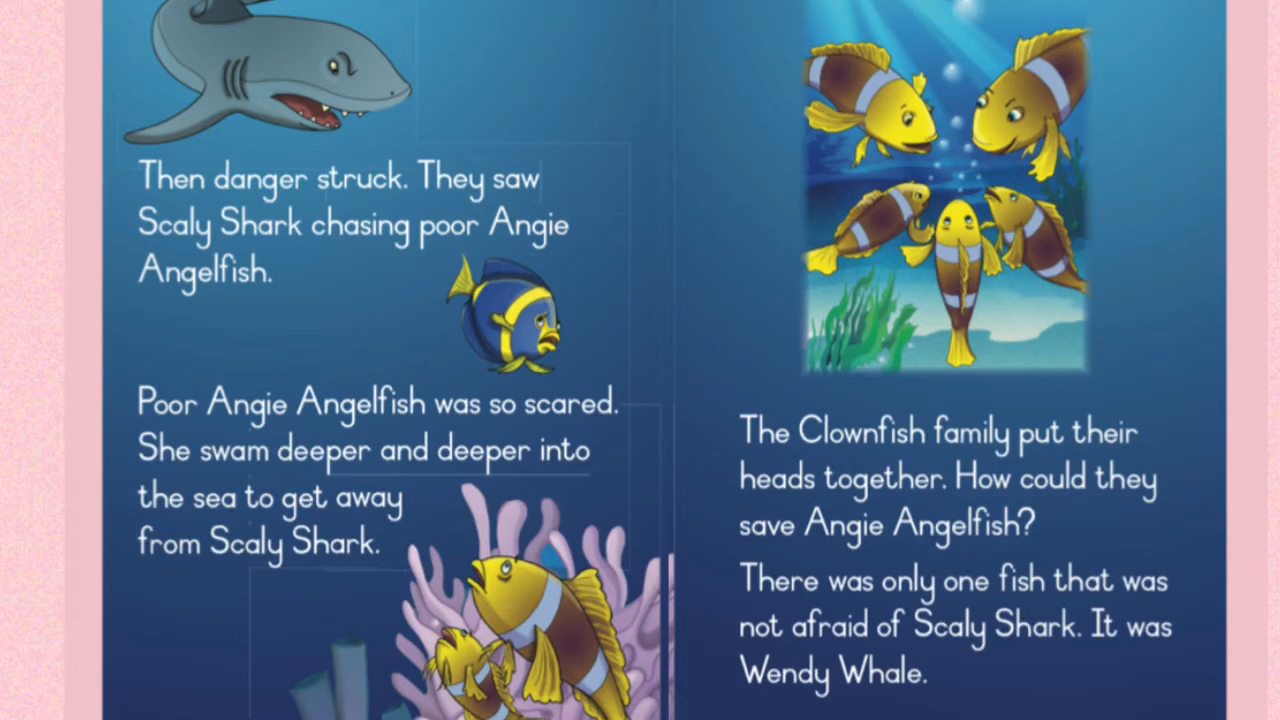 Then danger struck. They saw
Scaly Shark chasing poor Angie
Angelfish.
Poor Angie Angelfish was so scared.
She swam deeper and deeper into
the sea to get away
from Scaly Shark.
The Clownfish family put their
heads together. How could they
save Angie Angelfish?
There was only one fish that was
not afraid of Scaly Shark. It was
Wendy Whale.